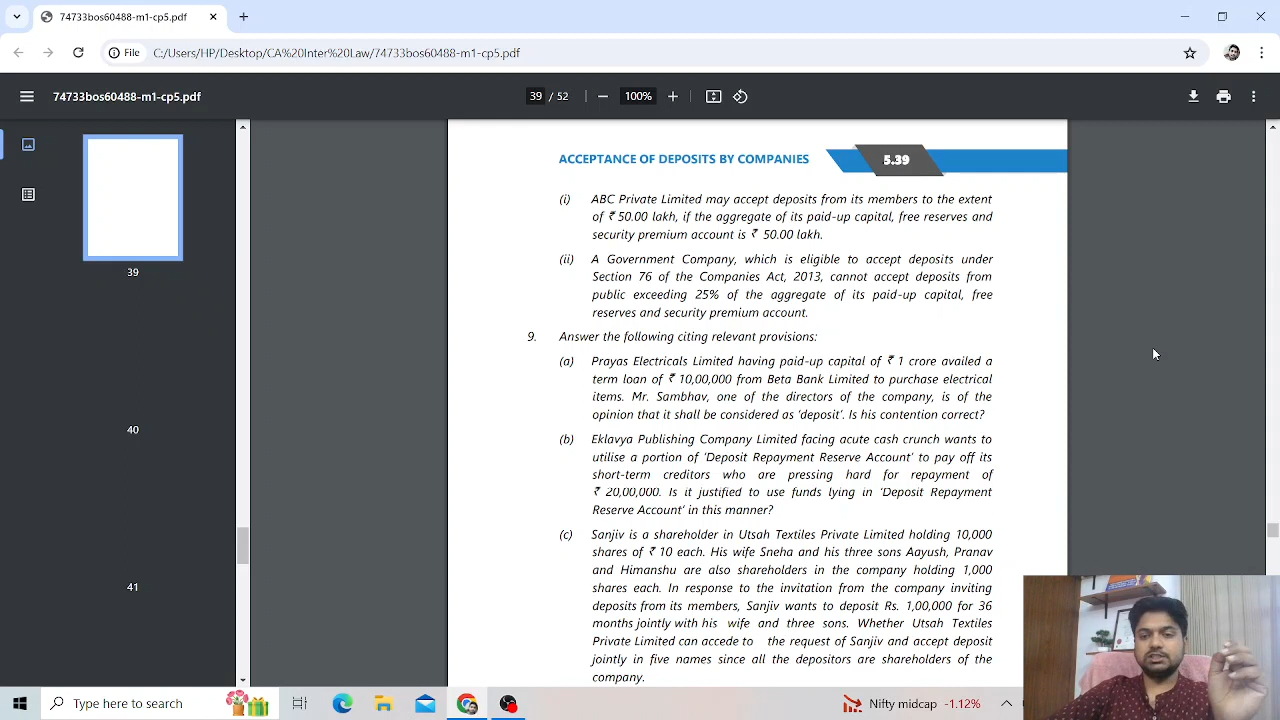 74733bos60488-m1-cp5.pdf
File C:/Users/HP/Desktop/CA%20Inter%20Law/74733bos60488-m1-cp5.pdf
74733bos60488-m1-cp5.pdf 39 / 52 100%
ACCEPTANCE OF DEPOSITS BY COMPANIES 5.39
(i) ABC Private Limited may accept deposits from its members to the extent
of ₹ 50.00 lakh, if the aggregate of its paid-up capital, free reserves and
security premium account is ₹ 50.00 lakh.
(ii) A Government Company, which is eligible to accept deposits under
Section 76 of the Companies Act, 2013, cannot accept deposits from
public exceeding 25% of the aggregate of its paid-up capital, free
reserves and security premium account.
9. Answer the following citing relevant provisions:
(a) Prayas Electricals Limited having paid-up capital of ₹ 1 crore availed a
term loan of ₹ 10,00,000 from Beta Bank Limited to purchase electrical
items. Mr. Sambhav, one of the directors of the company, is of the
opinion that it shall be considered as 'deposit'. Is his contention correct?
(b) Eklavya Publishing Company Limited facing acute cash crunch wants to
utilise a portion of 'Deposit Repayment Reserve Account' to pay off its
short-term creditors who are pressing hard for repayment of
₹ 20,00,000. Is it justified to use funds lying in 'Deposit Repayment
Reserve Account' in this manner?
(c) Sanjiv is a shareholder in Utsah Textiles Private Limited holding 10,000
shares of ₹ 10 each. His wife Sneha and his three sons Aayush, Pranav
and Himanshu are also shareholders in the company holding 1,000
shares each. In response to the invitation from the company inviting
deposits from its members, Sanjiv wants to deposit Rs. 1,00,000 for 36
months jointly with his wife and three sons. Whether Utsah Textiles
Private Limited can accede to the request of Sanjiv and accept deposit
jointly in five names since all the depositors are shareholders of the
company.
39
40
41
Type here to search
Nifty midcap -1.12%